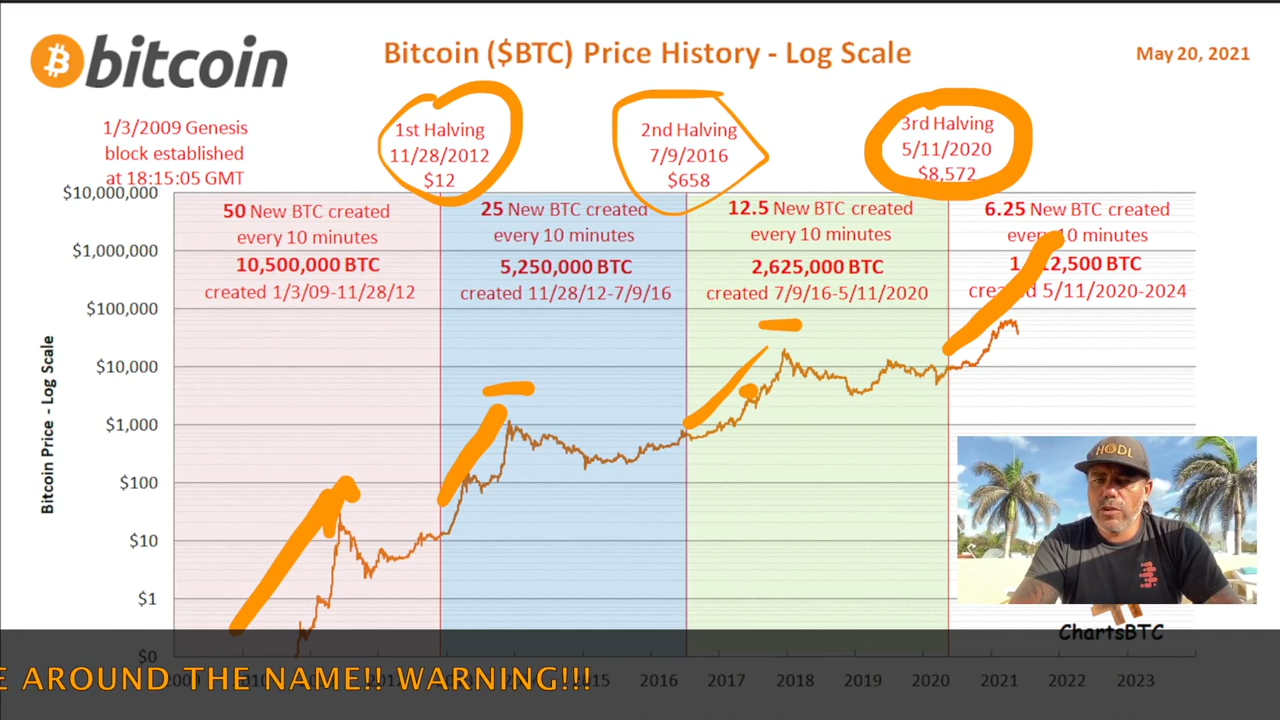 bitcoin
Bitcoin ($BTC) Price History - Log Scale
May 20, 2021
1/3/2009 Genesis
block established
at 18:15:05 GMT
1st Halving
11/28/2012
$12
2nd Halving
7/9/2016
$658
3rd Halving
5/11/2020
$8,572
50 New BTC created
every 10 minutes
10,500,000 BTC
created 1/3/09-11/28/12
25 New BTC created
every 10 minutes
5,250,000 BTC
created 11/28/12-7/9/16
12.5 New BTC created
every 10 minutes
2,625,000 BTC
created 7/9/16-5/11/2020
6.25 New BTC created
every 10 minutes
BTC
5/11/2020-2024
Bitcoin Price - Log Scale
$10,000,000
$1,000,000
$100,000
$10,000
$1,000
$100
$10
$1
$0
HODL
ChartsBTC
AROUND THE NAME!! WARNING!!!
2016 2017 2018 2019 2020 2021 2022 2023